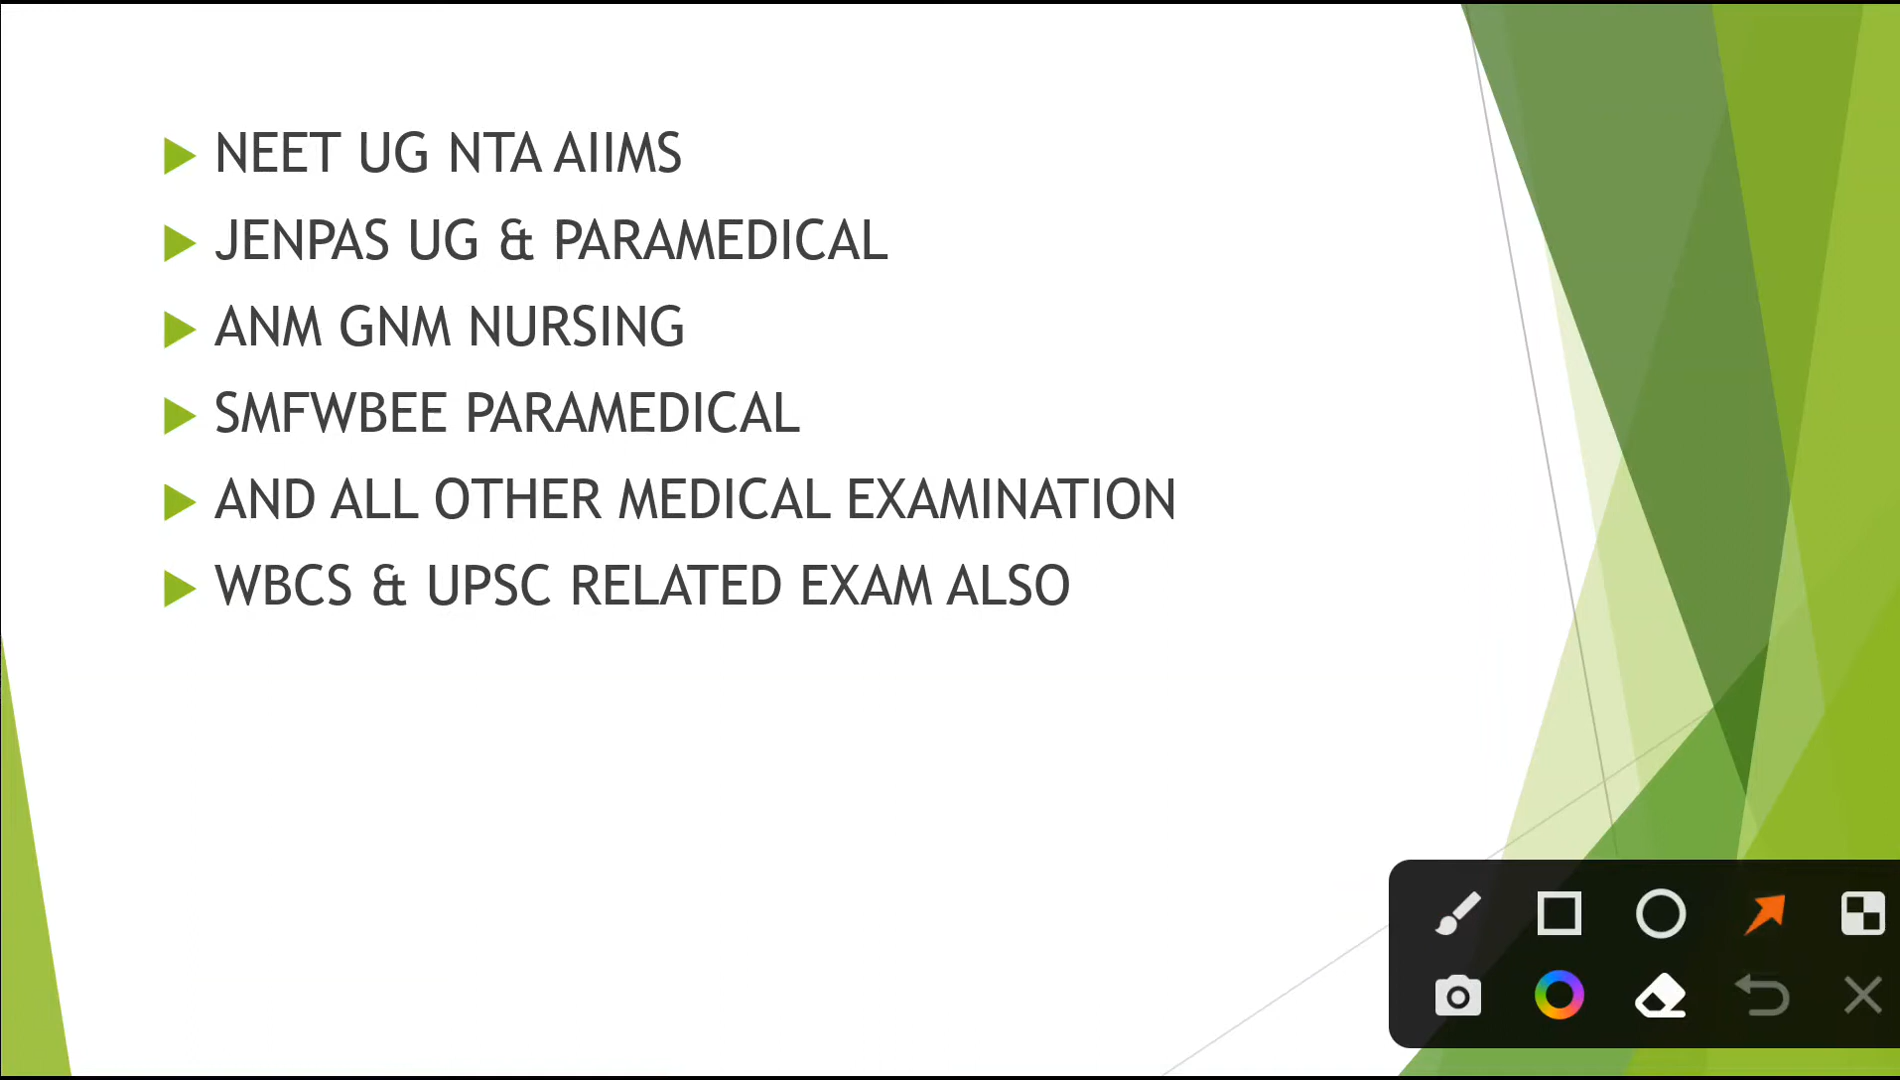 NEET UG NTA AIIMS
JENPAS UG & PARAMEDICAL
ANM GNM NURSING
SMFWBEE PARAMEDICAL
AND ALL OTHER MEDICAL EXAMINATION
WBCS & UPSC RELATED EXAM ALSO